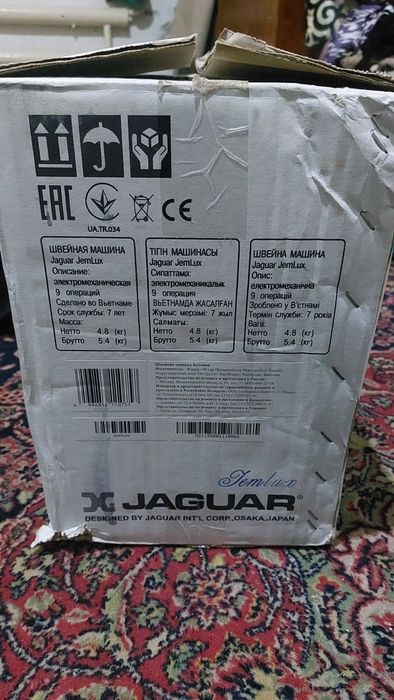 EAC
UA.TR.034
CE
ШВЕЙНАЯ МАШИНА
Jaguar JemLux
Описание:
электромеханическая
9 операций
Сделано во Вьетнаме
Срок службы: 7 лет
Масса:
Нетто 4.8 (кг)
Брутто 5.4 (кг)
ТІГІН МАШИНАСЫ
Jaguar JemLux
Сипаттама:
электромеханикалық
9 операция
ВЬЕТНАМДА ЖАСАЛҒАН
Жұмыс мерзімі: 7 жыл
Салмағы:
Нетто 4.8 (кг)
Брутто 5.4 (кг)
ШВЕЙНА МАШИНА
Jaguar JemLux
Опис:
електромеханічна
9 операцій
Зроблено у В'єтнамі
Термін служби: 7 років
Вага:
Нетто 4.8 (кг)
Брутто 5.4 (кг)
Швейная машина бытовая
Jemlux
JAGUAR®
DESIGNED BY JAGUAR INT'L CORP.,OSAKA,JAPAN